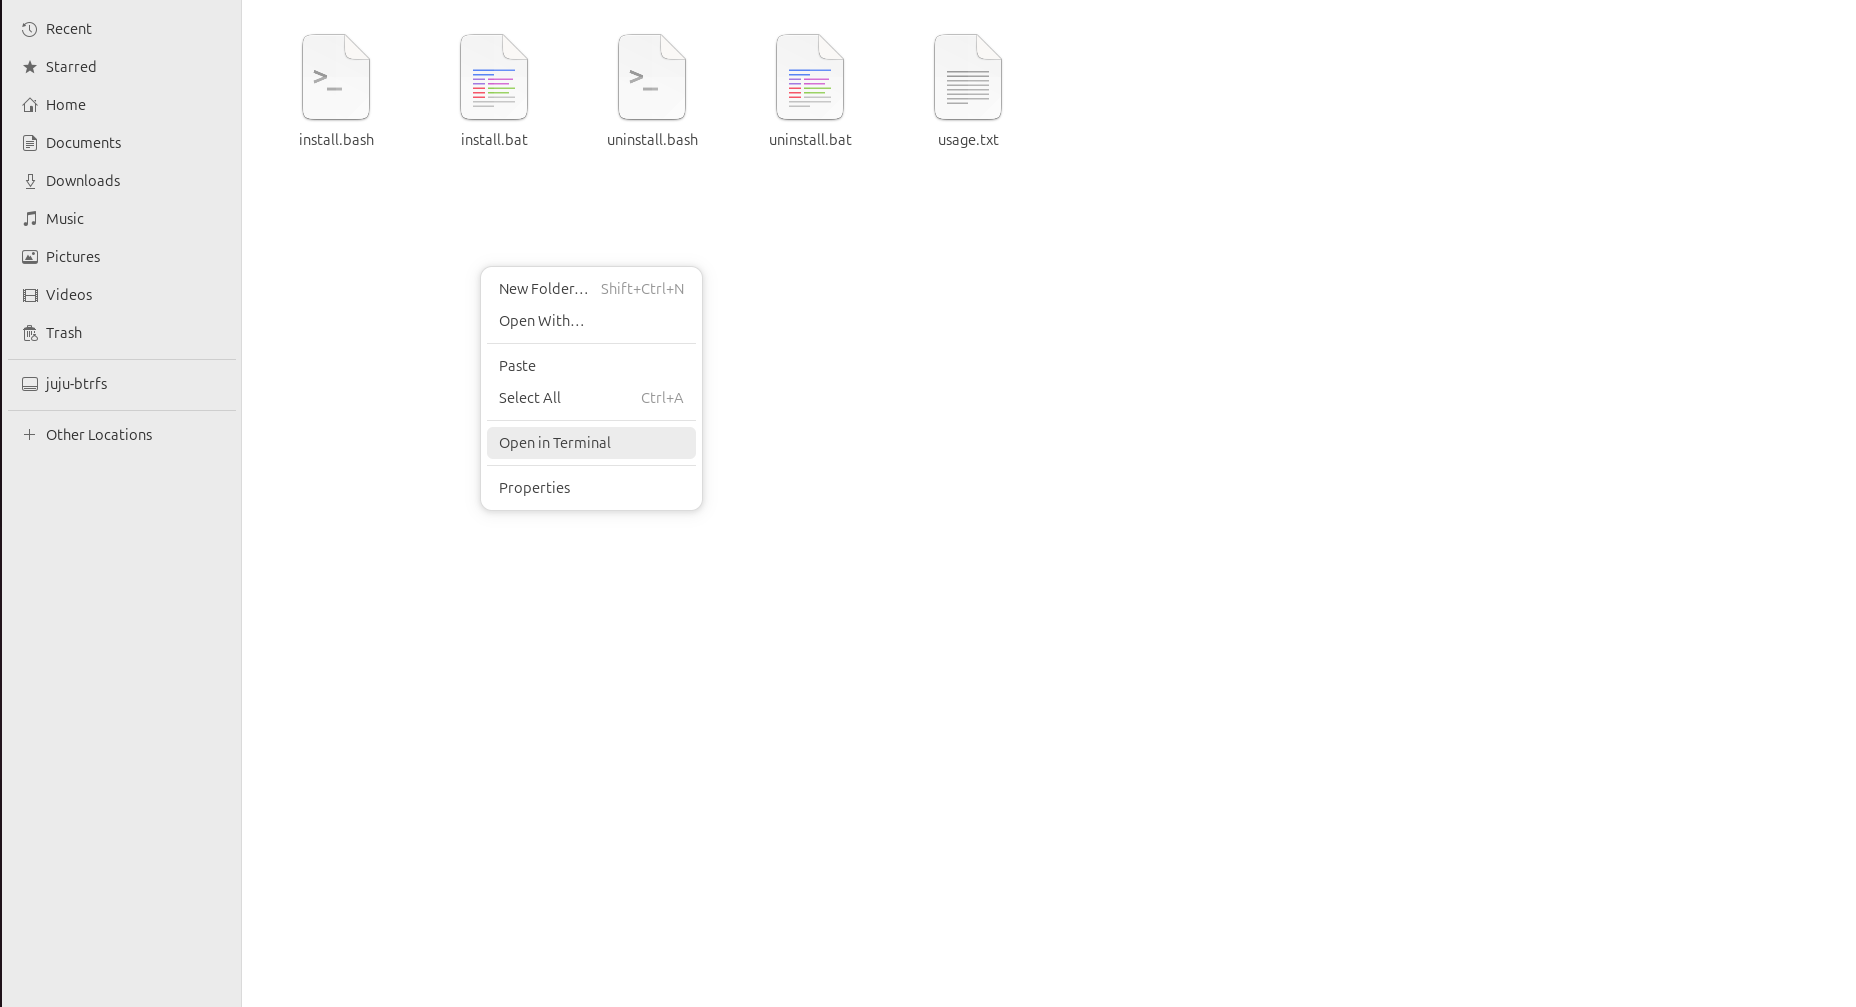 Recent
Starred
Home
Documents
Downloads
Music
Pictures
Videos
Trash
juju-btrfs
Other Locations
install.bash
install.bat
uninstall.bash
uninstall.bat
usage.txt
New Folder… Shift+Ctrl+N
Open With…
Paste
Select All Ctrl+A
Open in Terminal
Properties